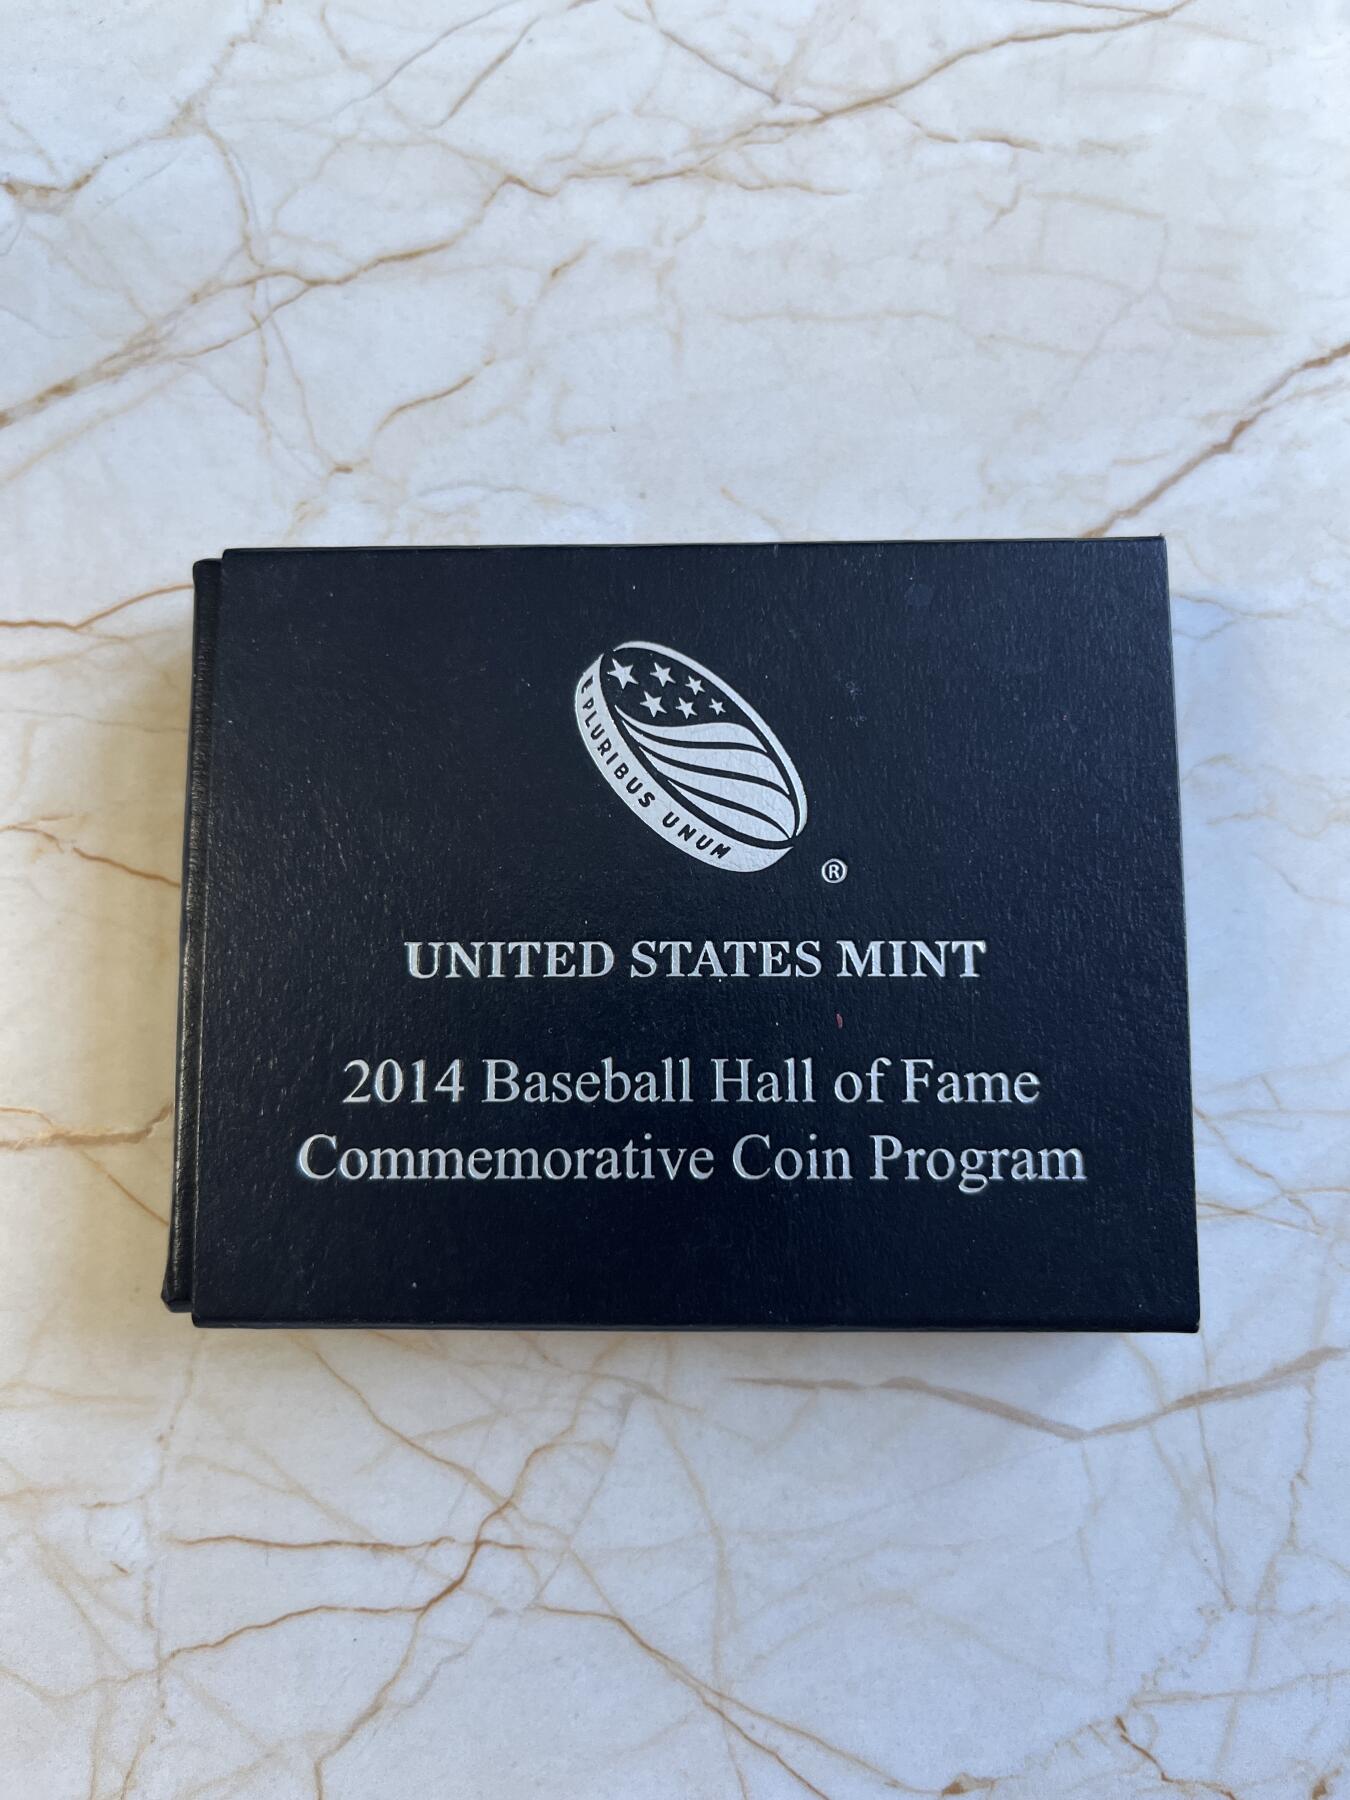 E PLURIBUS UNUM
®
UNITED STATES MINT
2014 Baseball Hall of Fame
Commemorative Coin Program